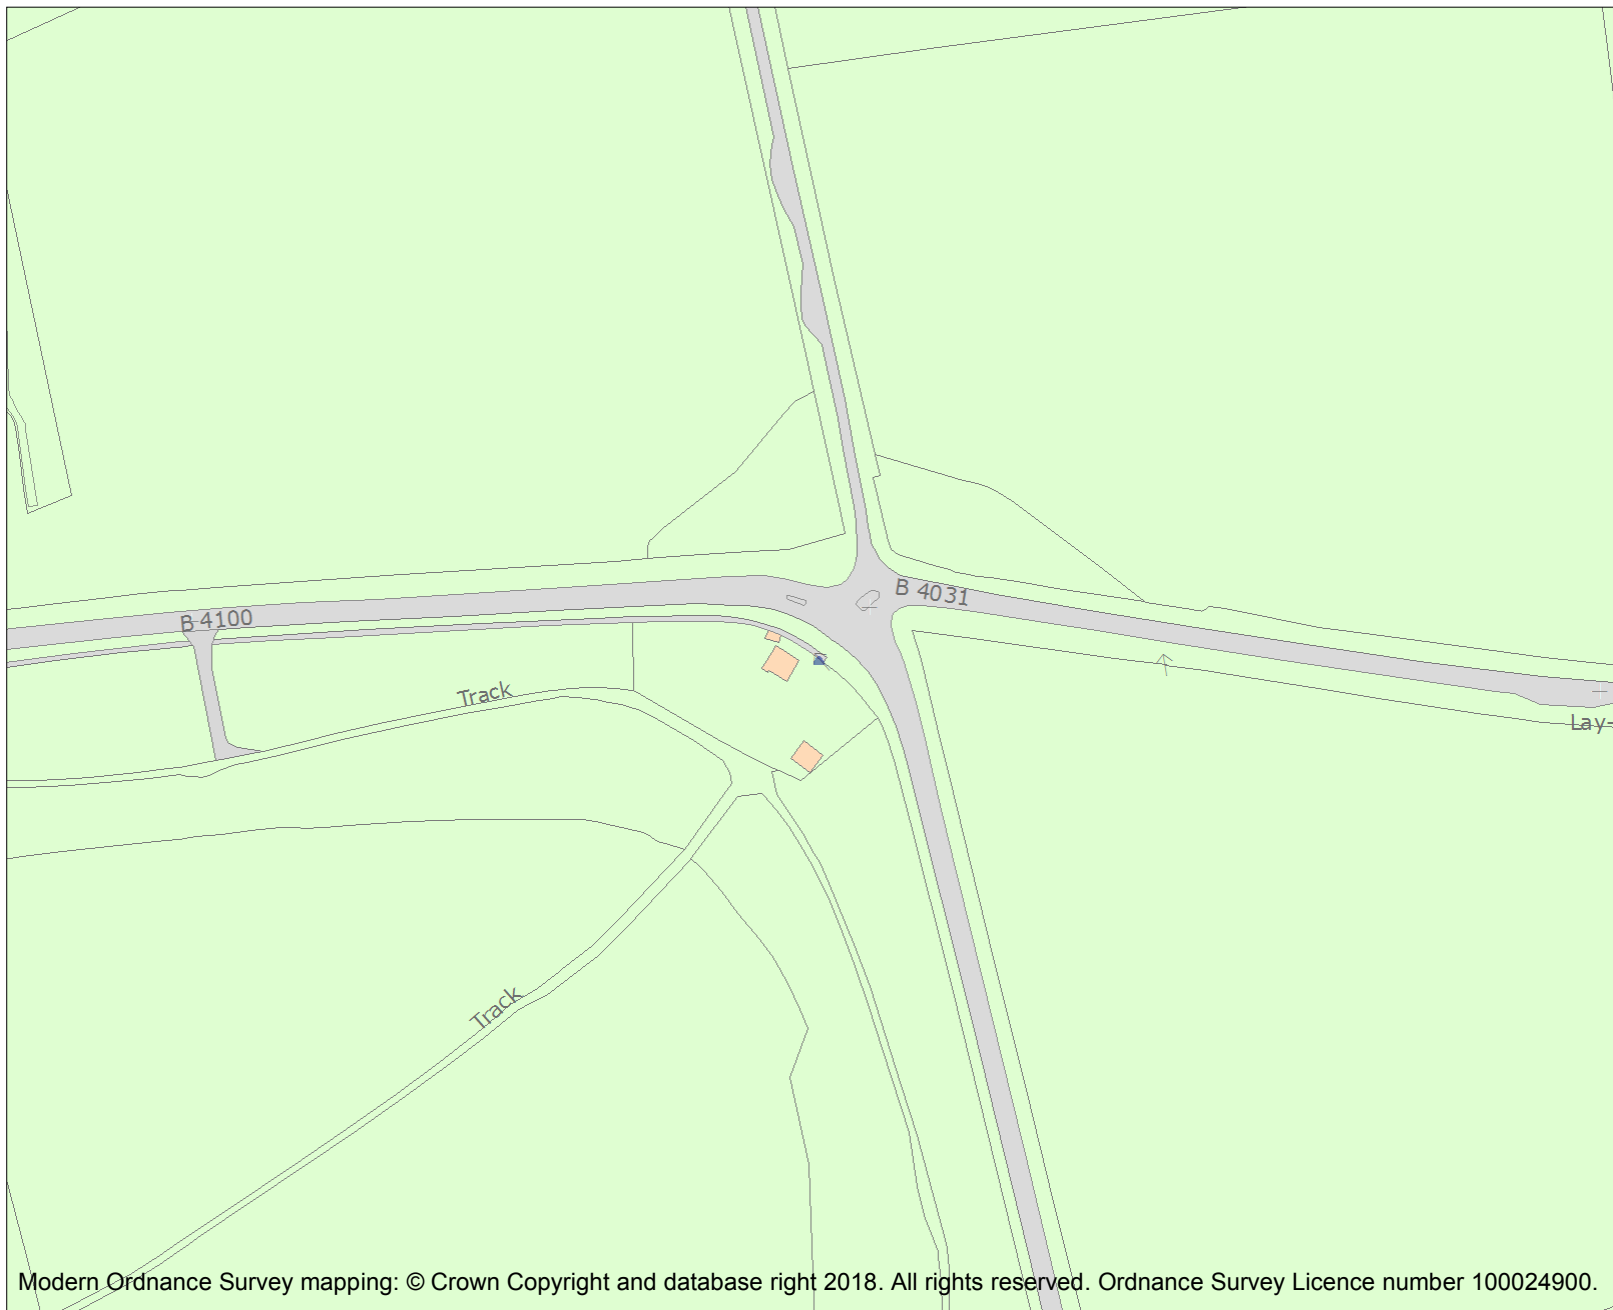 B 4031
B 4100
Track
Lay-
Track
Modern Ordnance Survey mapping: © Crown Copyright and database right 2018. All rights reserved. Ordnance Survey Licence number 100024900.